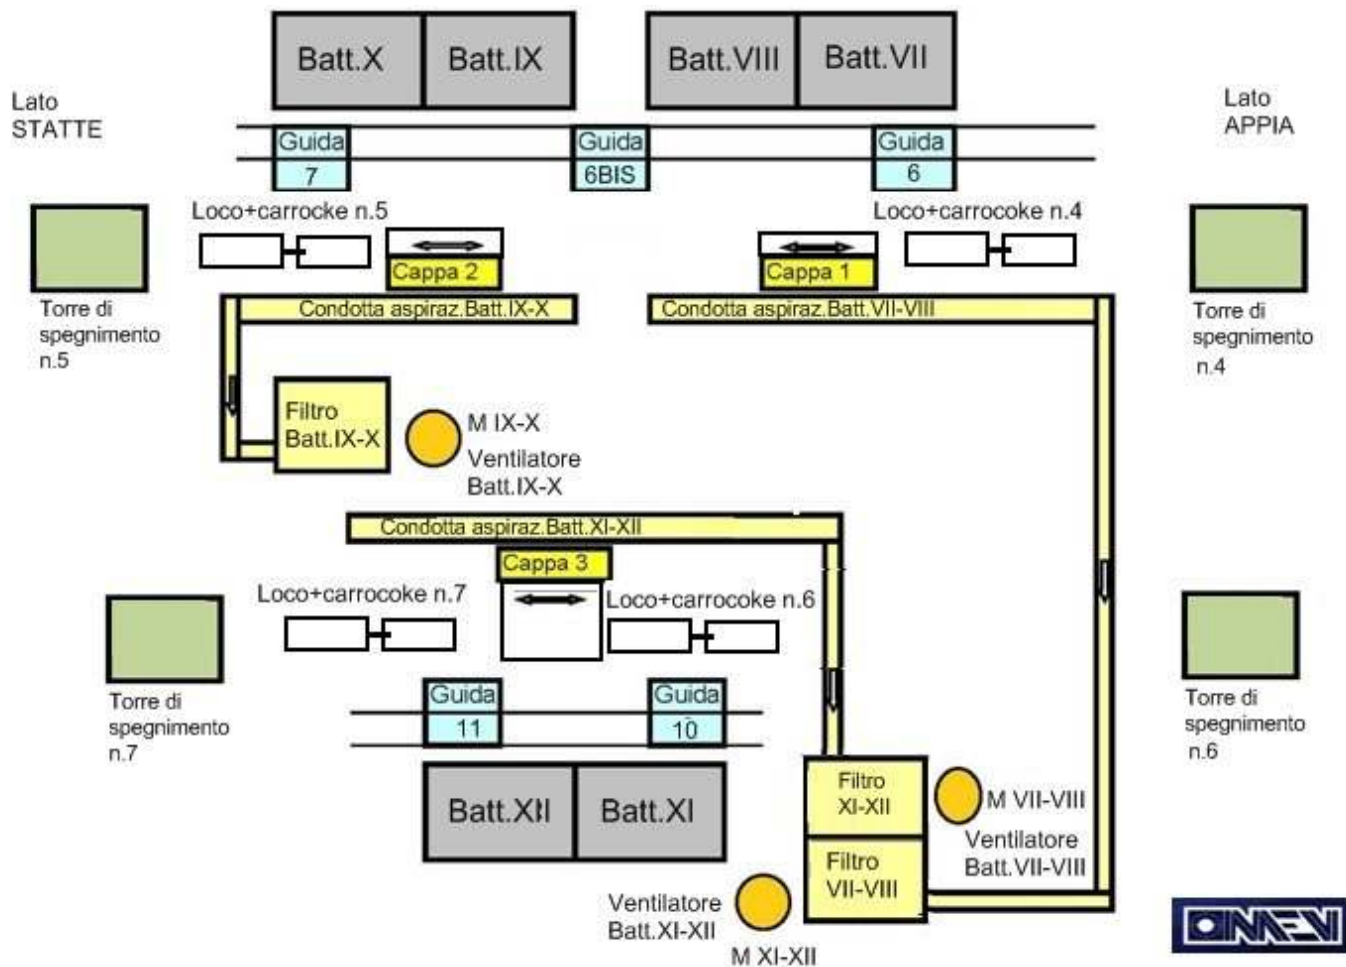 Batt.X
Batt.IX
Batt.VIII
Batt.VII
Lato
STATTE
Lato
APPIA
Guida
7
Guida
6BIS
Guida
6
Loco+carrocke n.5
Loco+carrocoke n.4
Cappa 2
Cappa 1
Condotta aspiraz.Batt.IX-X
Condotta aspiraz.Batt.VII-VIII
Torre di
spegnimento
n.5
Torre di
spegnimento
n.4
Filtro
Batt.IX-X
M IX-X
Ventilatore
Batt.IX-X
Condotta aspiraz.Batt.XI-XII
Cappa 3
Loco+carrocoke n.7
Loco+carrocoke n.6
Torre di
spegnimento
n.7
Torre di
spegnimento
n.6
Guida
11
Guida
10
Batt.XII
Batt.XI
Filtro
XI-XII
M VII-VIII
Ventilatore
Batt.VII-VIII
Filtro
VII-VIII
Ventilatore
Batt.XI-XII
M XI-XII